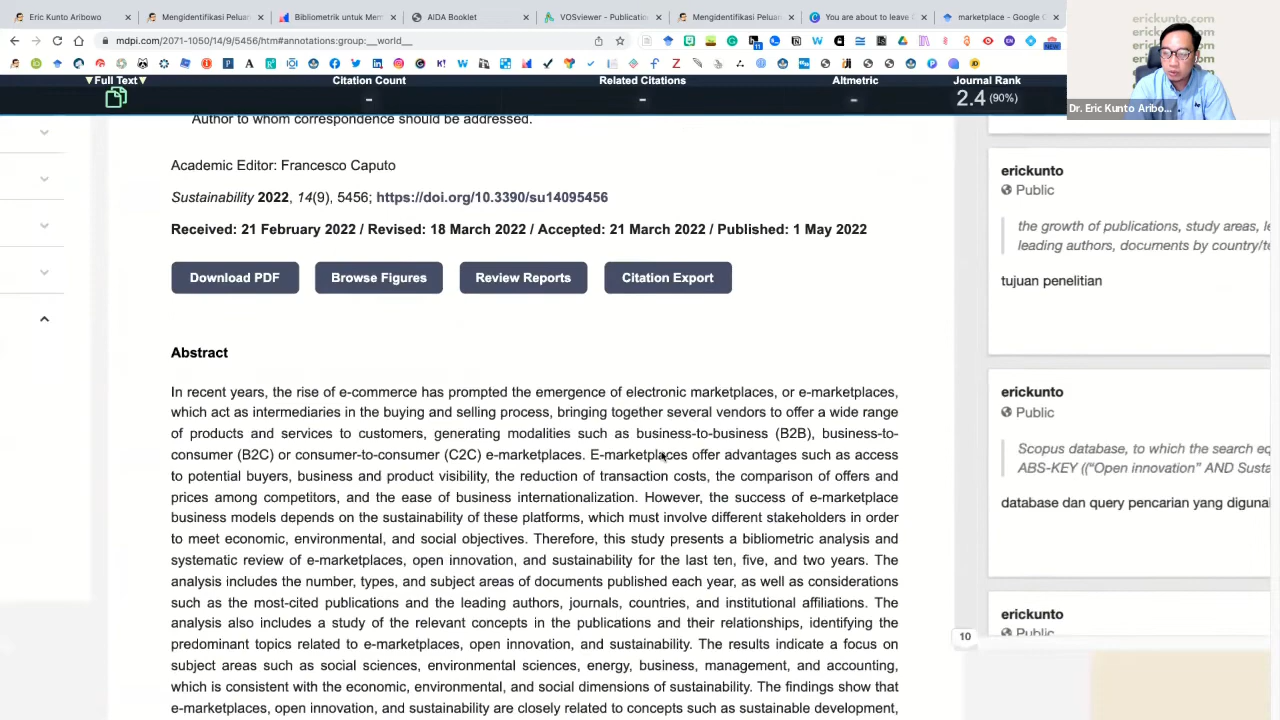 Eric Kunto Aribowo
Mengidentifikasi Pelua
Bibliometrik untuk Mem
AIDA Booklet
VOSviewer - Publicatio
Mengidentifikasi Pelua
You are about to leave
marketplace - Google
mdpi.com/2071-1050/14/9/5456/htm#annotations:group:__world__
erickunto.com
Dr. Eric Kunto Aribo...
▼Full Text▼
Citation Count
Related Citations
Altmetric
Journal Rank
-
-
-
2.4 (90%)
Author to whom correspondence should be addressed.
Academic Editor: Francesco Caputo
Sustainability 2022, 14(9), 5456; https://doi.org/10.3390/su14095456
Received: 21 February 2022 / Revised: 18 March 2022 / Accepted: 21 March 2022 / Published: 1 May 2022
Download PDF
Browse Figures
Review Reports
Citation Export
Abstract
In recent years, the rise of e-commerce has prompted the emergence of electronic marketplaces, or e-marketplaces,
which act as intermediaries in the buying and selling process, bringing together several vendors to offer a wide range
of products and services to customers, generating modalities such as business-to-business (B2B), business-to-
consumer (B2C) or consumer-to-consumer (C2C) e-marketplaces. E-marketplaces offer advantages such as access
to potential buyers, business and product visibility, the reduction of transaction costs, the comparison of offers and
prices among competitors, and the ease of business internationalization. However, the success of e-marketplace
business models depends on the sustainability of these platforms, which must involve different stakeholders in order
to meet economic, environmental, and social objectives. Therefore, this study presents a bibliometric analysis and
systematic review of e-marketplaces, open innovation, and sustainability for the last ten, five, and two years. The
analysis includes the number, types, and subject areas of documents published each year, as well as considerations
such as the most-cited publications and the leading authors, journals, countries, and institutional affiliations. The
analysis also includes a study of the relevant concepts in the publications and their relationships, identifying the
predominant topics related to e-marketplaces, open innovation, and sustainability. The results indicate a focus on
subject areas such as social sciences, environmental sciences, energy, business, management, and accounting,
which is consistent with the economic, environmental, and social dimensions of sustainability. The findings show that
e-marketplaces, open innovation, and sustainability are closely related to concepts such as sustainable development,
erickunto
Public
the growth of publications, study areas, le
leading authors, documents by country/te
tujuan penelitian
erickunto
Public
Scopus database, to which the search eq
ABS-KEY ((“Open innovation” AND Susta
database dan query pencarian yang diguna
erickunto
Public
10